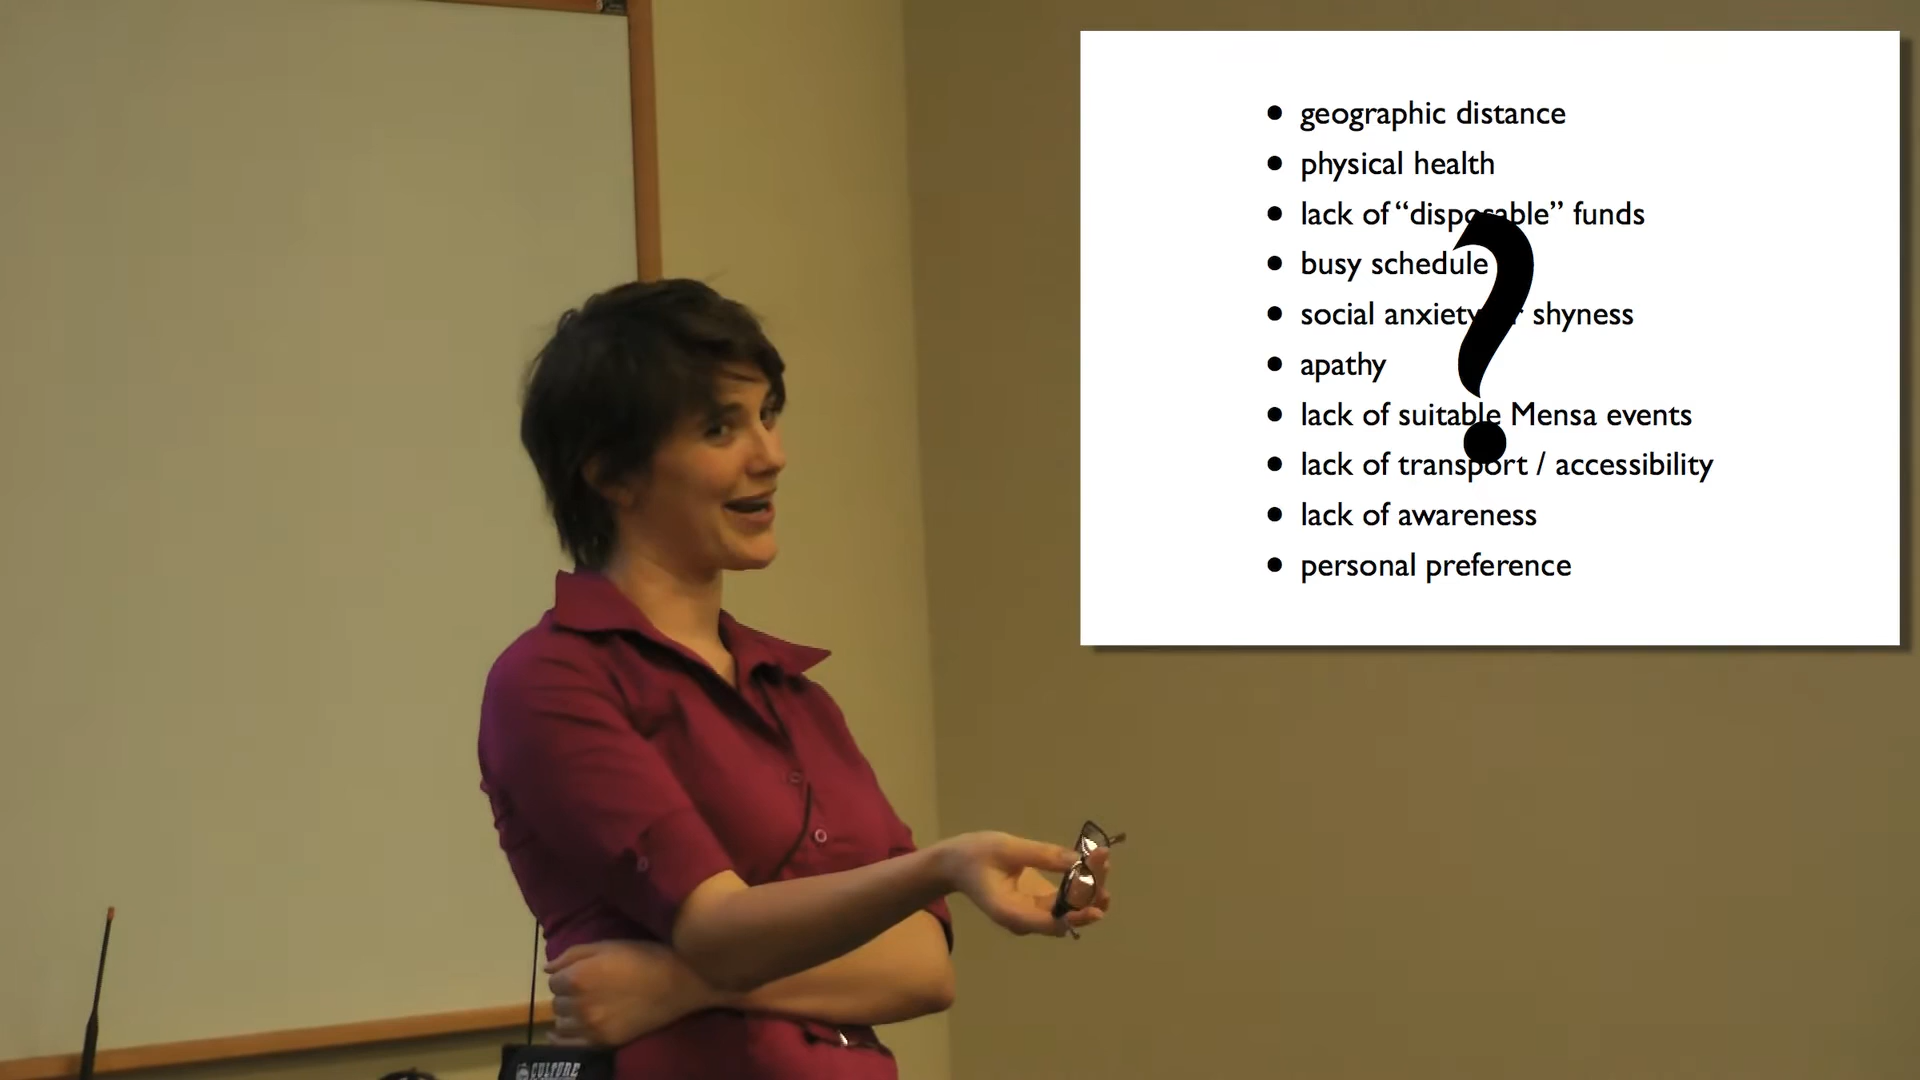 • geographic distance
• physical health
• lack of “disposable” funds
• busy schedule
• social anxiety shyness
• apathy
• lack of suitable Mensa events
• lack of transport / accessibility
• lack of awareness
• personal preference
?
CULTURE